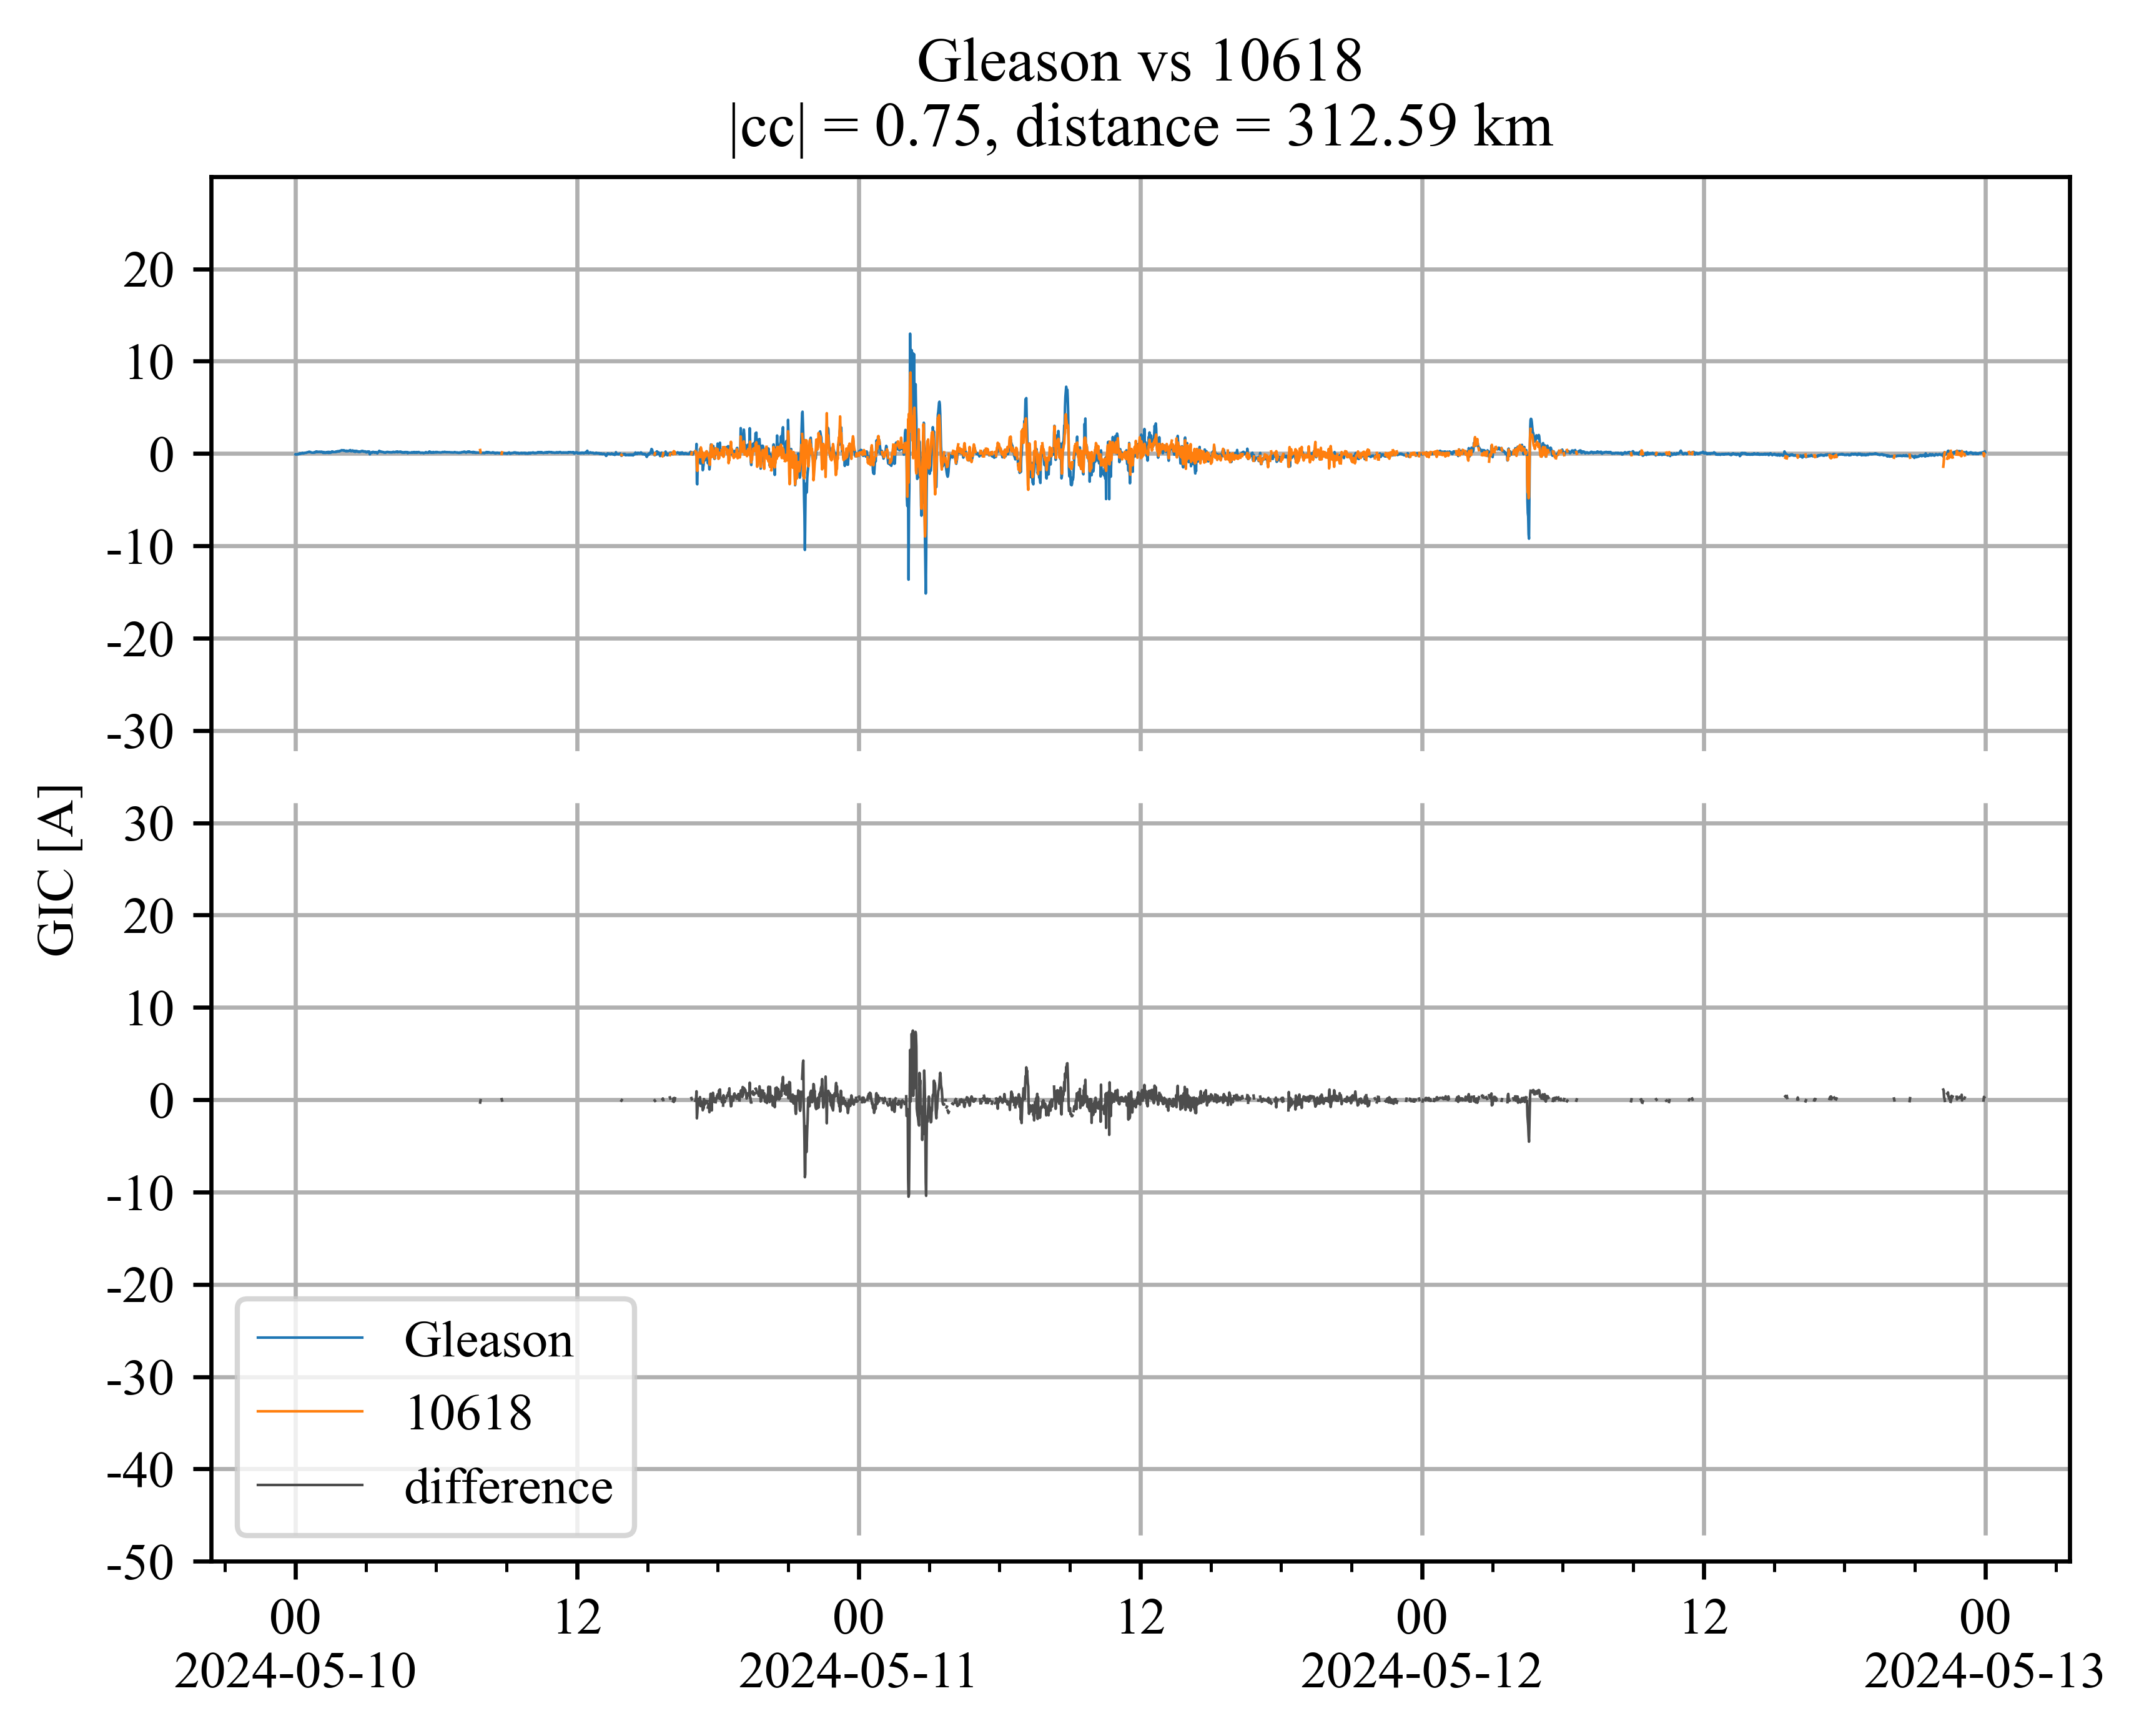 Gleason vs 10618
|cc| = 0.75, distance = 312.59 km
20
10
0
-10
-20
-30
GIC [A]
30
20
10
0
-10
-20
-30
-40
-50
Gleason
10618
difference
00 12 00 12 00 12 00
2024-05-10 2024-05-11 2024-05-12 2024-05-13